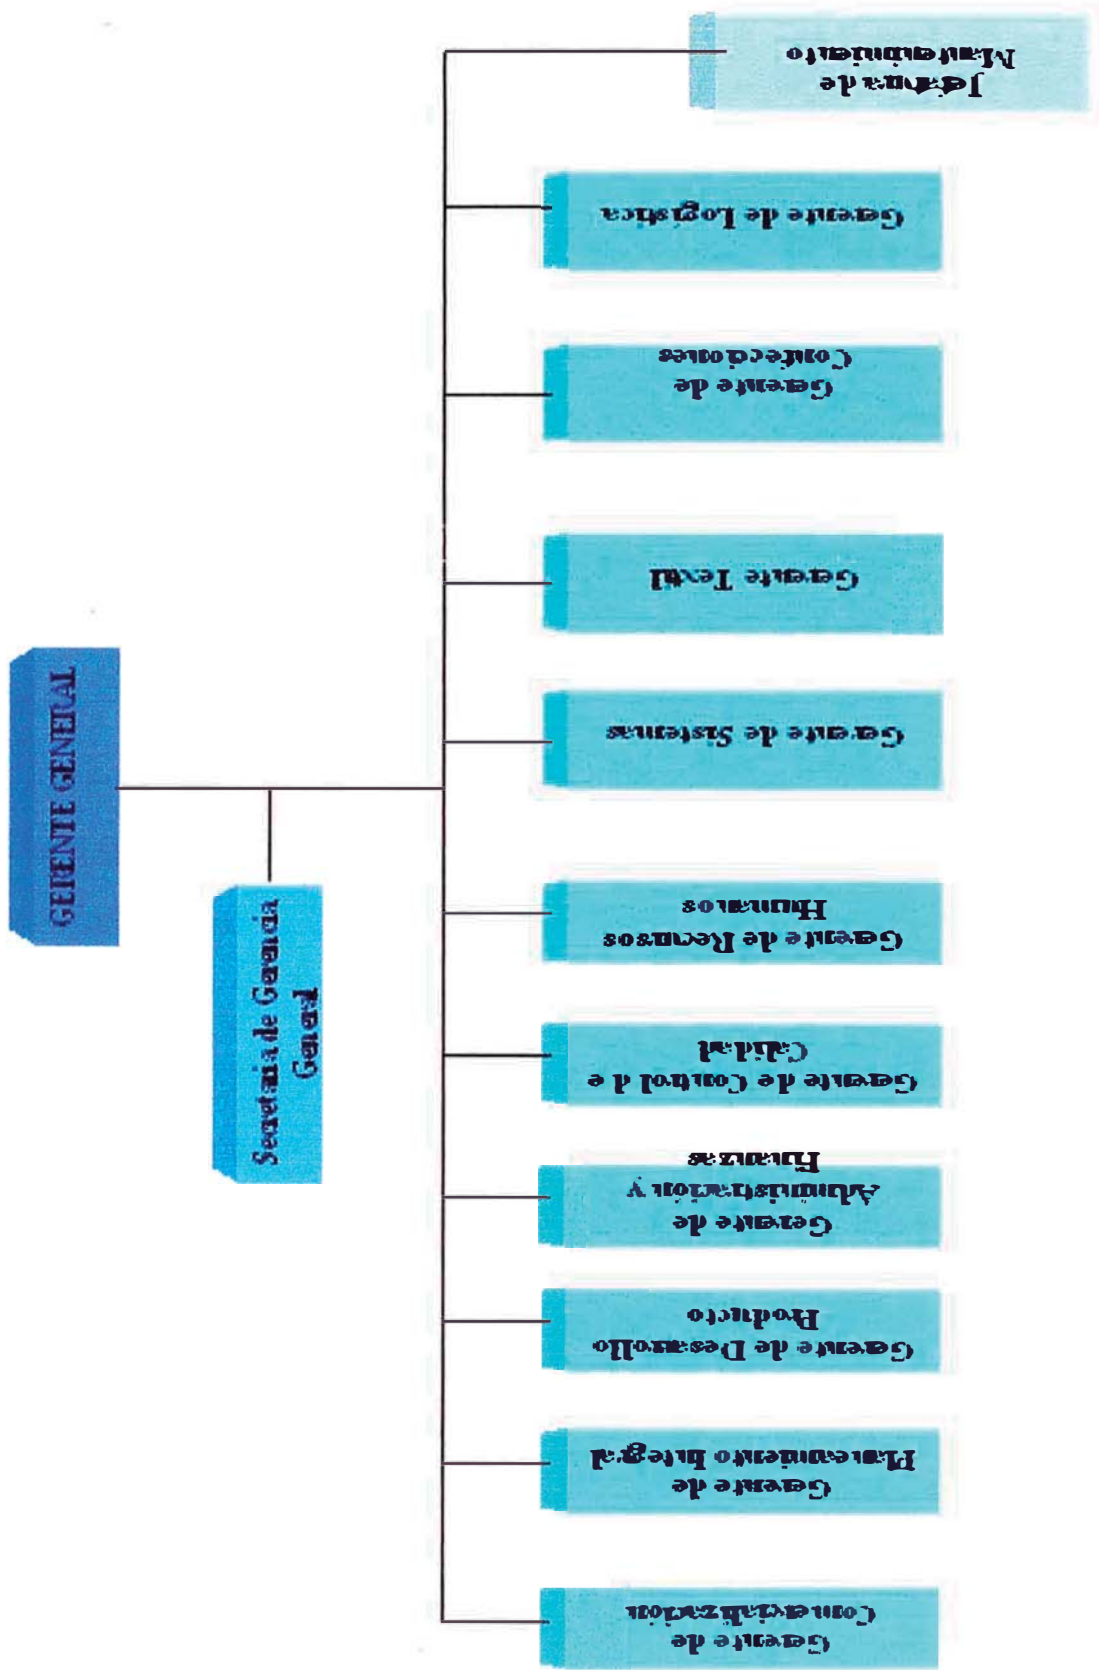 GERENTE GENERAL
Secretaria de Gerencia
General
Gerente de
Comercialización
Gerente de
Planeamiento Integral
Gerente de Desarrollo
Producto
Gerente de
Administración y
Finanzas
Gerente de Control de
Calidad
Gerente de Recursos
Humanos
Gerente de Sistemas
Gerente Textil
Gerente de
Confecciones
Gerente de Logística
Jefatura de
Mantenimiento